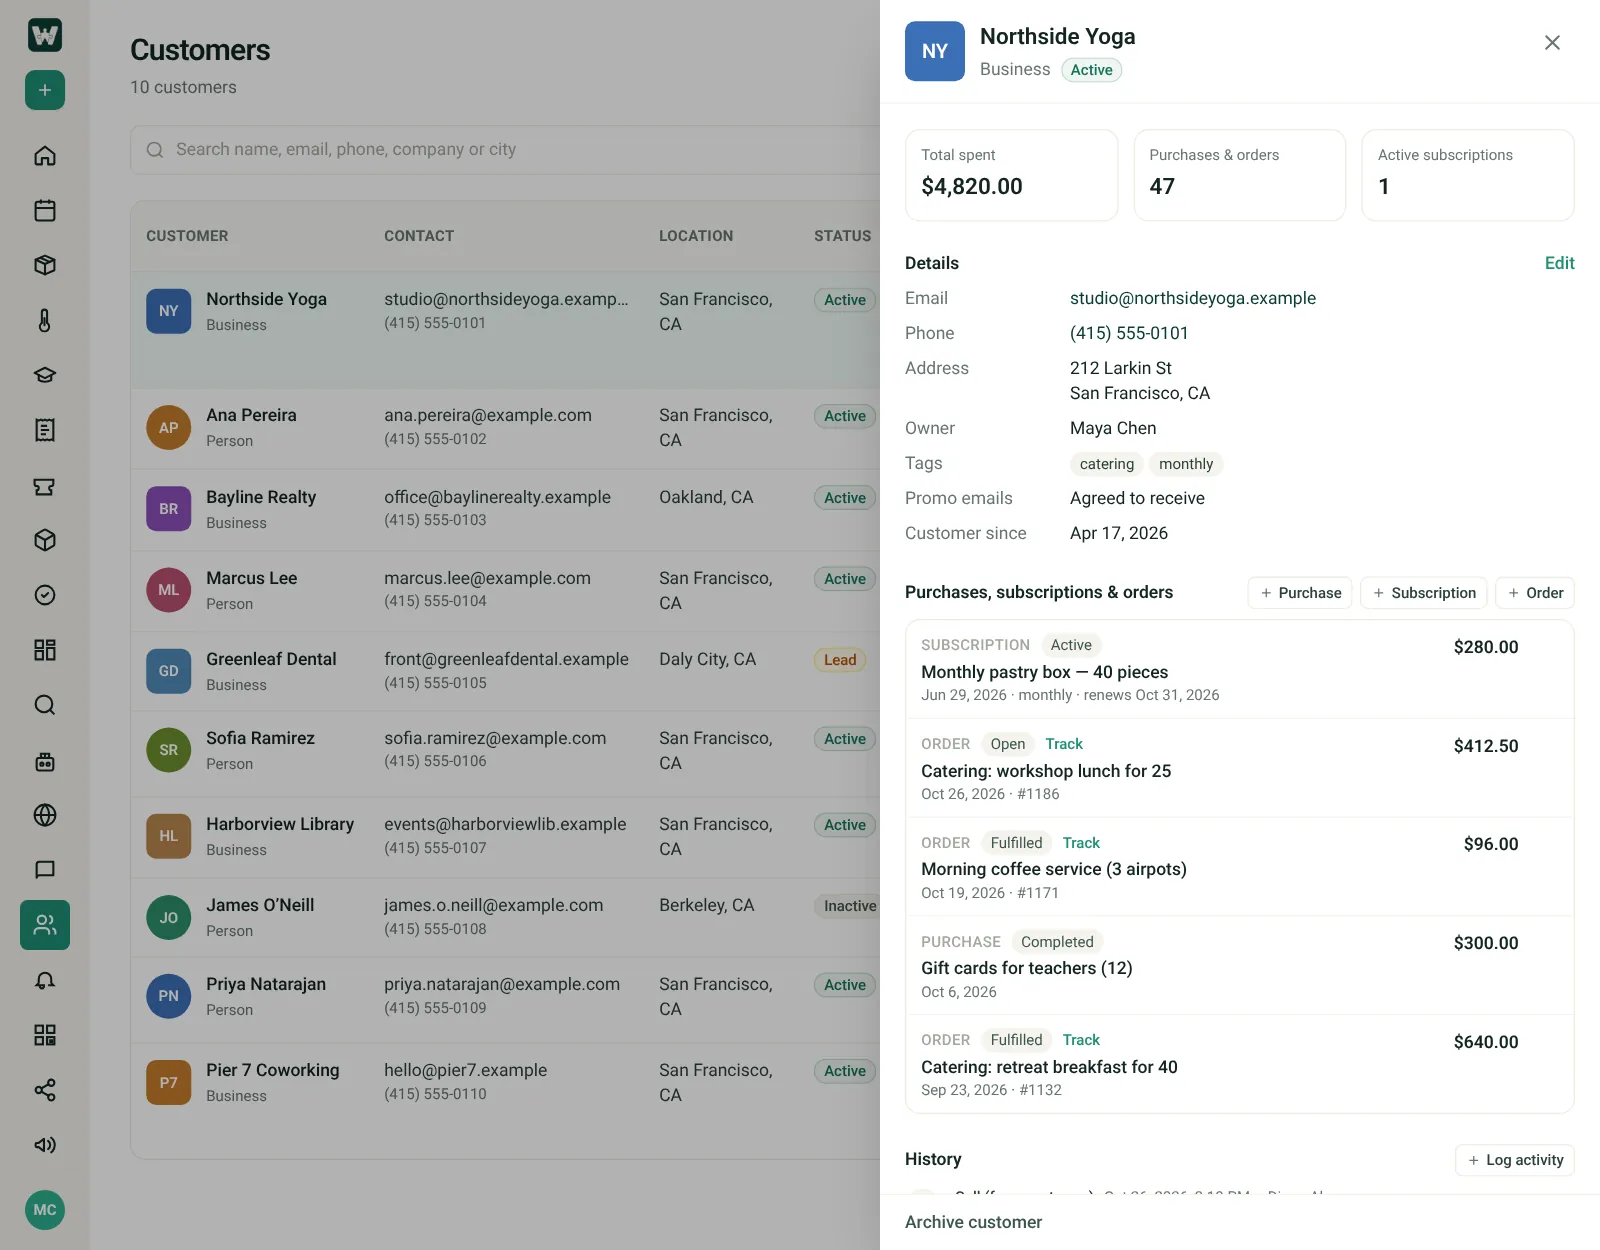 W
+
Customers
10 customers
Search name, email, phone, company or city
CUSTOMER CONTACT LOCATION STATUS
NY Northside Yoga studio@northsideyoga.examp... San Francisco, CA Active
Business (415) 555-0101
AP Ana Pereira ana.pereira@example.com San Francisco, CA Active
Person (415) 555-0102
BR Bayline Realty office@baylinerealty.example Oakland, CA Active
Business (415) 555-0103
ML Marcus Lee marcus.lee@example.com San Francisco, CA Active
Person (415) 555-0104
GD Greenleaf Dental front@greenleafdental.example Daly City, CA Lead
Business (415) 555-0105
SR Sofia Ramirez sofia.ramirez@example.com San Francisco, CA Active
Person (415) 555-0106
HL Harborview Library events@harborviewlib.example San Francisco, CA Active
Business (415) 555-0107
JO James O’Neill james.o.neill@example.com Berkeley, CA Inactive
Person (415) 555-0108
PN Priya Natarajan priya.natarajan@example.com San Francisco, CA Active
Person (415) 555-0109
P7 Pier 7 Coworking hello@pier7.example San Francisco, CA Active
Business (415) 555-0110
MC
NY
Northside Yoga
Business Active
Total spent
$4,820.00
Purchases & orders
47
Active subscriptions
1
Details Edit
Email studio@northsideyoga.example
Phone (415) 555-0101
Address 212 Larkin St
San Francisco, CA
Owner Maya Chen
Tags catering monthly
Promo emails Agreed to receive
Customer since Apr 17, 2026
Purchases, subscriptions & orders + Purchase + Subscription + Order
SUBSCRIPTION Active $280.00
Monthly pastry box — 40 pieces
Jun 29, 2026 · monthly · renews Oct 31, 2026
ORDER Open Track $412.50
Catering: workshop lunch for 25
Oct 26, 2026 · #1186
ORDER Fulfilled Track $96.00
Morning coffee service (3 airpots)
Oct 19, 2026 · #1171
PURCHASE Completed $300.00
Gift cards for teachers (12)
Oct 6, 2026
ORDER Fulfilled Track $640.00
Catering: retreat breakfast for 40
Sep 23, 2026 · #1132
History + Log activity
Archive customer